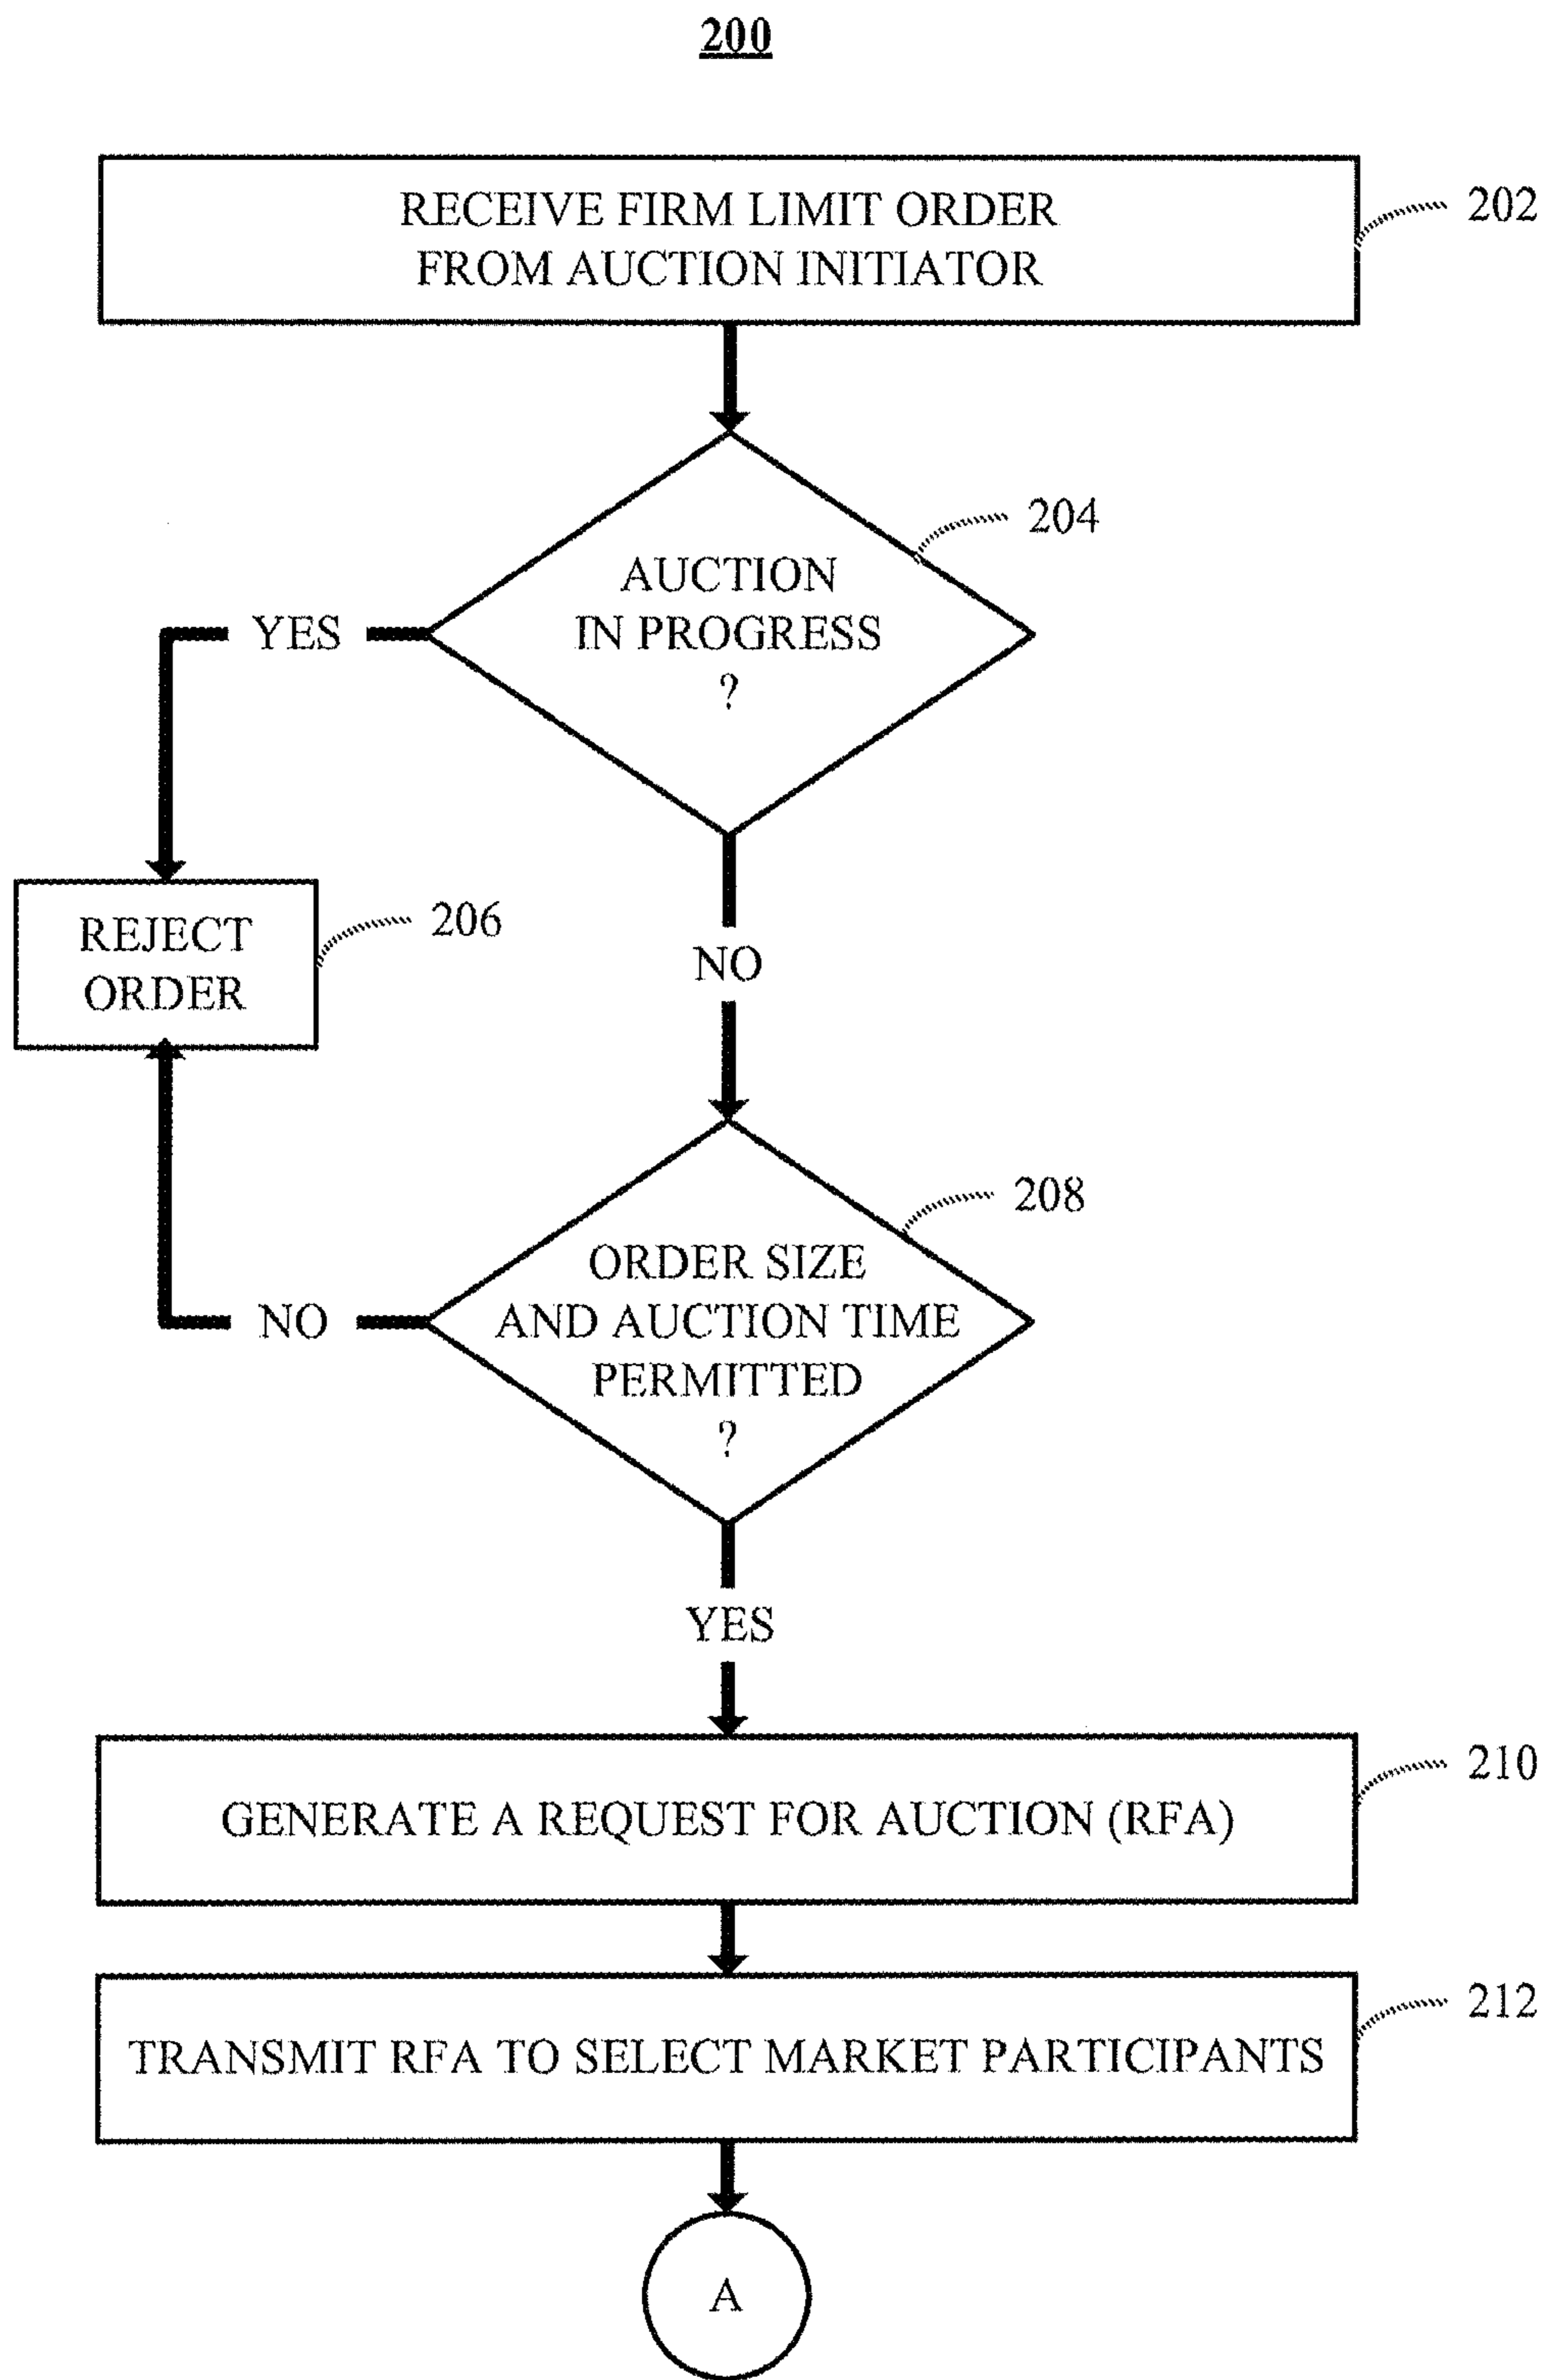 200
RECEIVE FIRM LIMIT ORDER
FROM AUCTION INITIATOR
202
204
AUCTION
IN PROGRESS
?
YES
REJECT
ORDER
206
NO
208
ORDER SIZE
AND AUCTION TIME
PERMITTED
?
NO
YES
210
GENERATE A REQUEST FOR AUCTION (RFA)
212
TRANSMIT RFA TO SELECT MARKET PARTICIPANTS
A